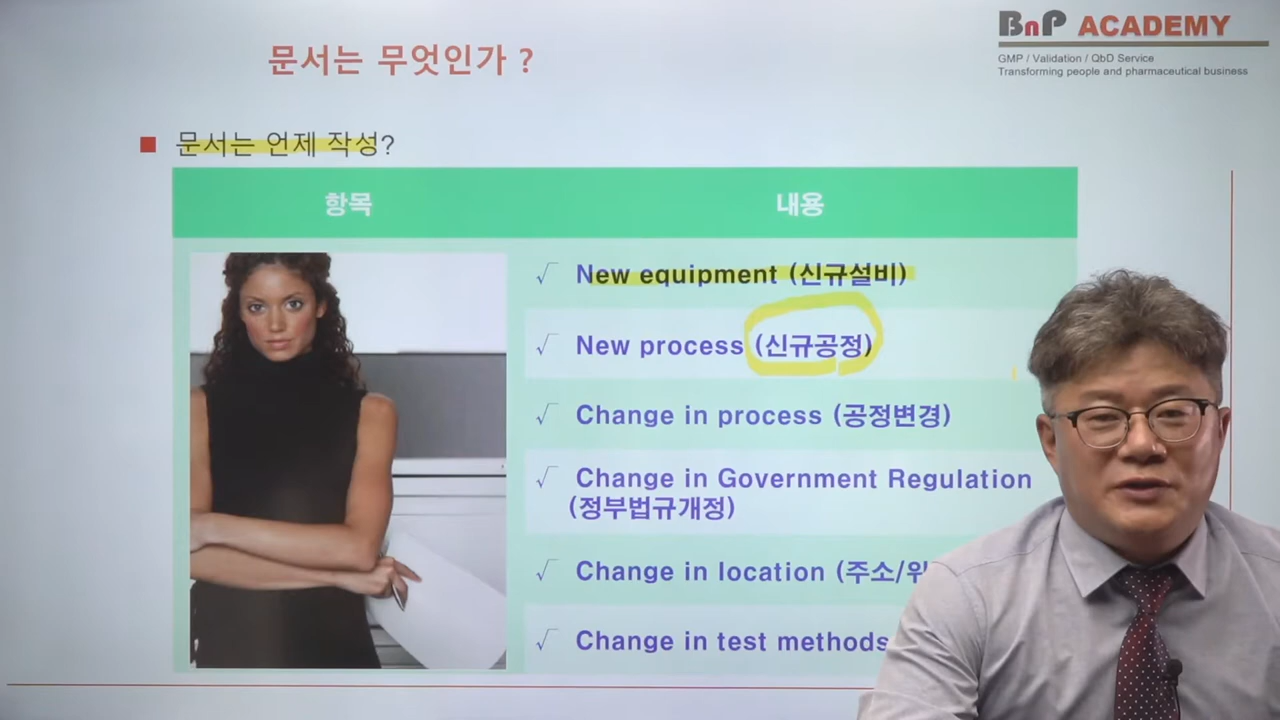 BnP ACADEMY
GMP / Validation / QbD Service
Transforming people and pharmaceutical business
문서는 무엇인가 ?
■ 문서는 언제 작성?
항목 내용
√ New equipment (신규설비)
√ New process (신규공정)
√ Change in process (공정변경)
√ Change in Government Regulation
(정부법규개정)
√ Change in location (주소/위
√ Change in test methods